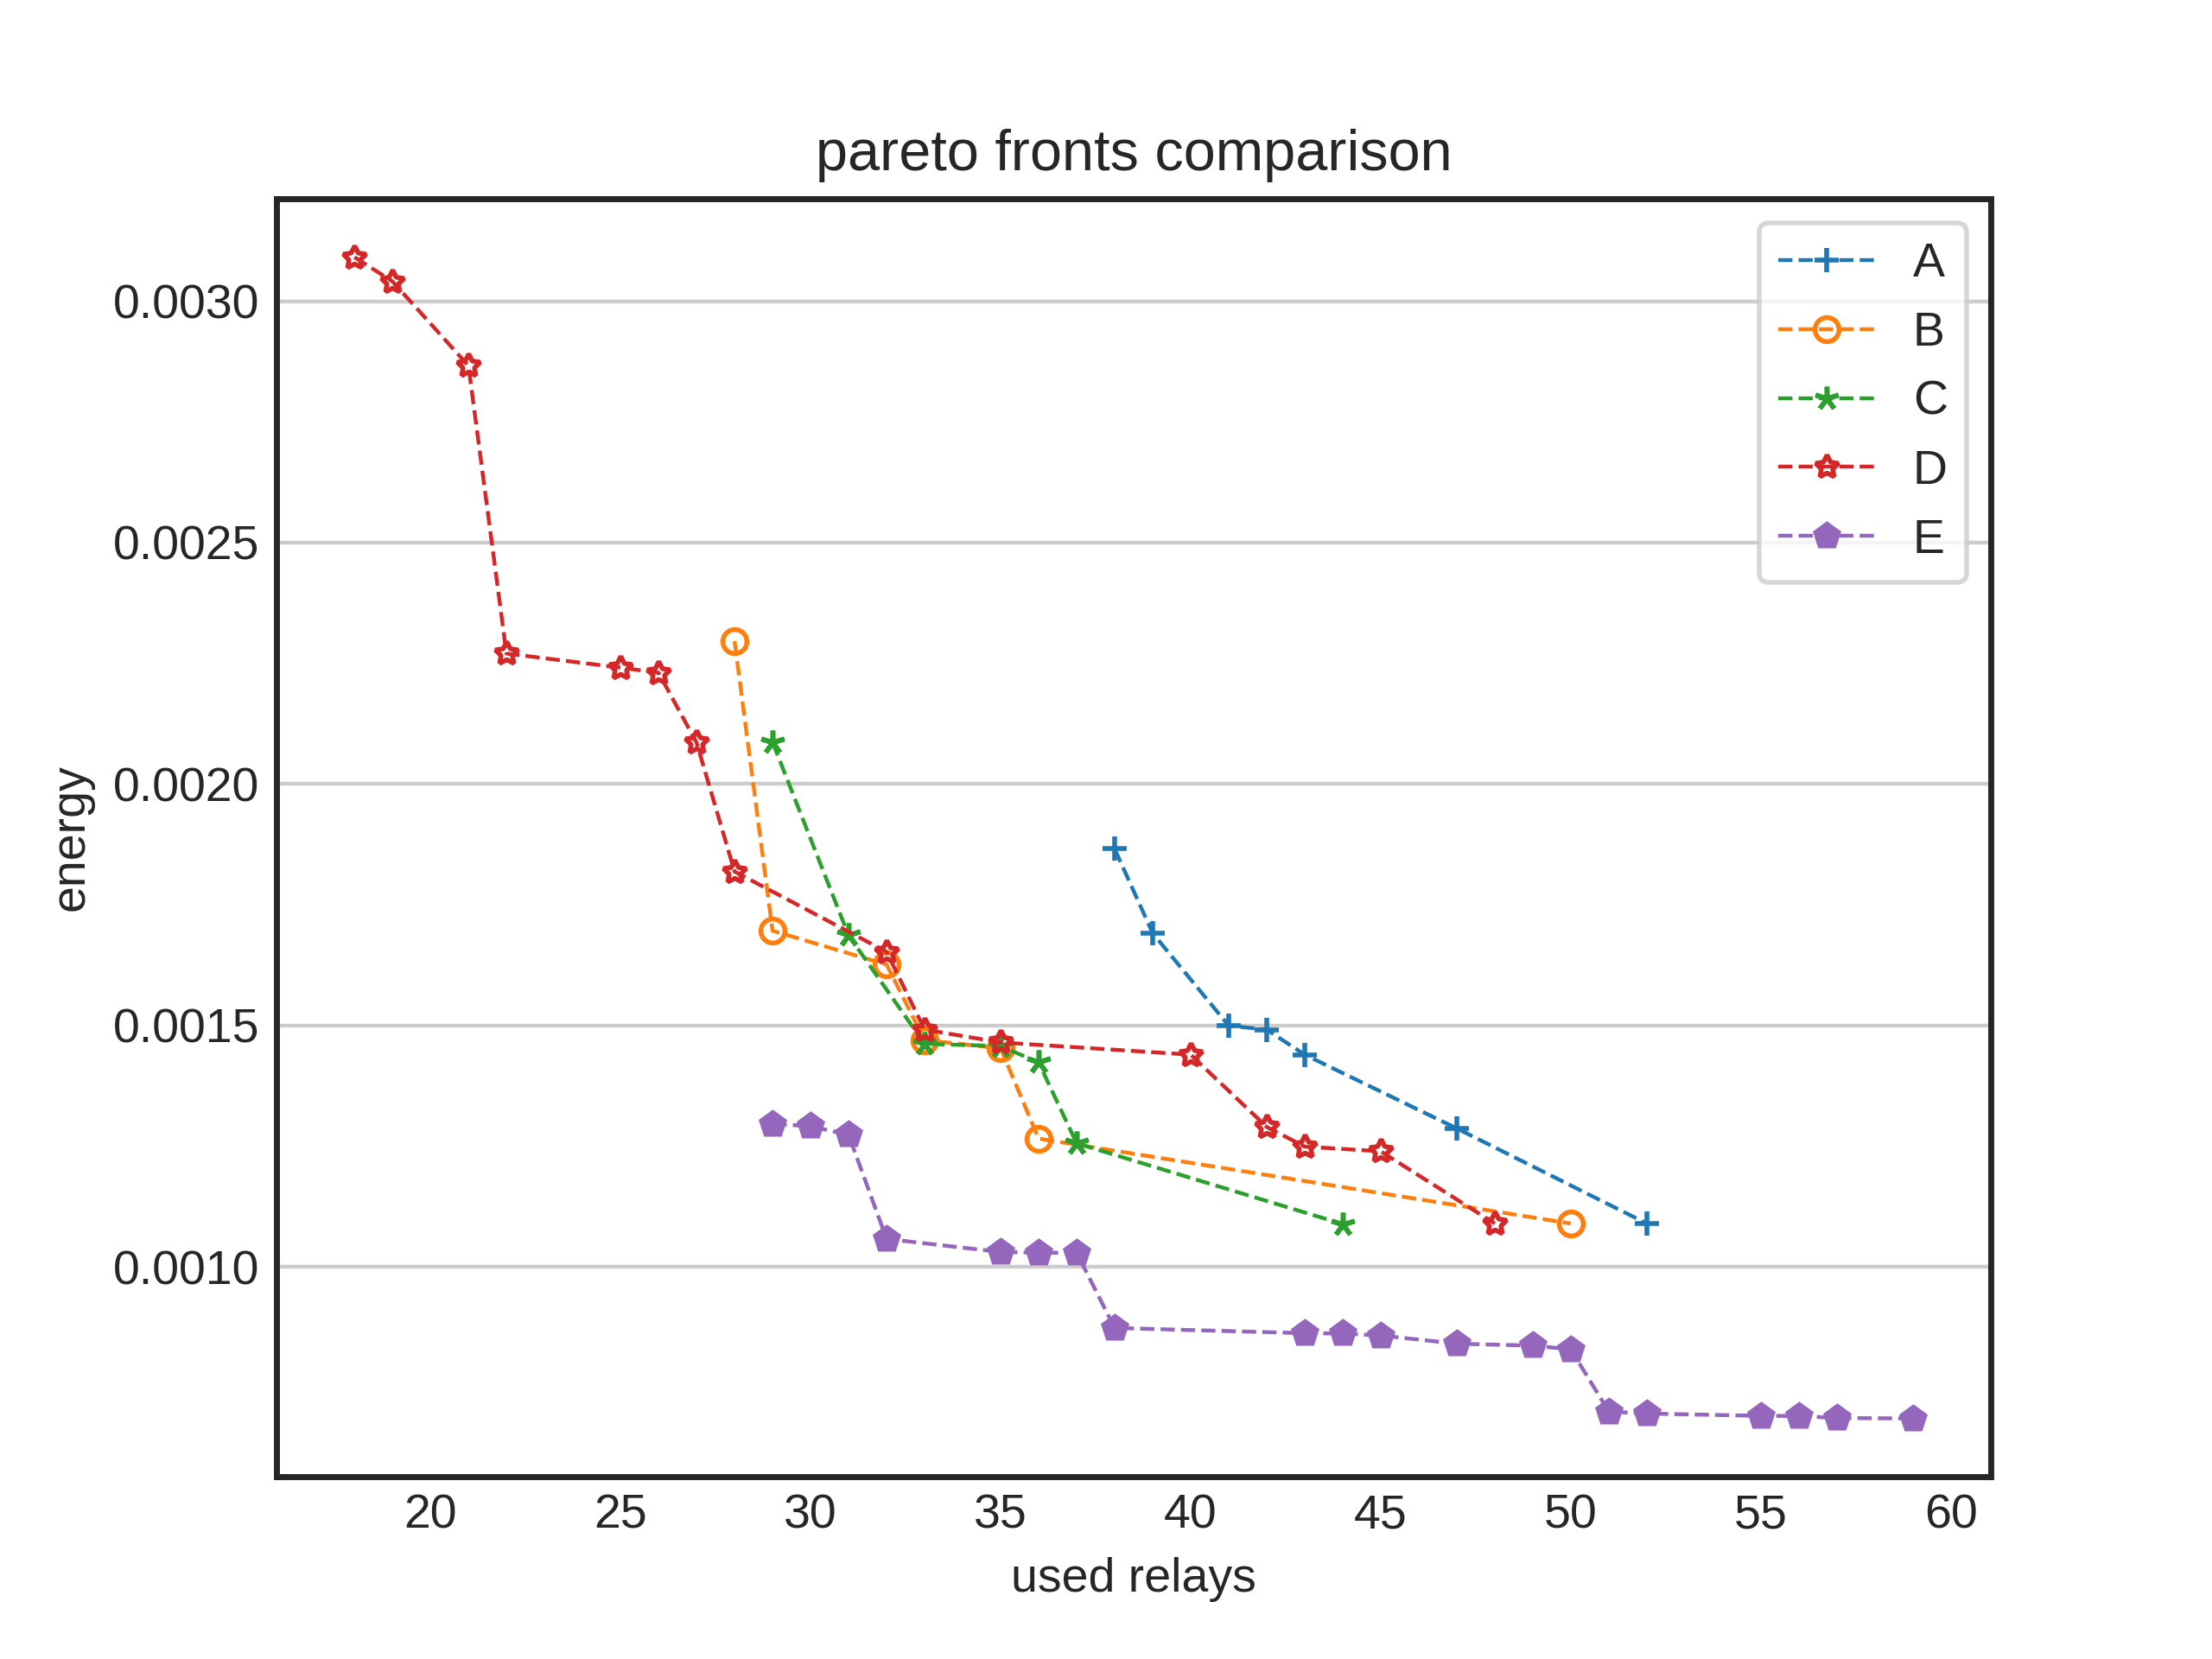 pareto fronts comparison
A
B
C
D
E
0.0030
0.0025
0.0020
0.0015
0.0010
energy
20 25 30 35 40 45 50 55 60
used relays